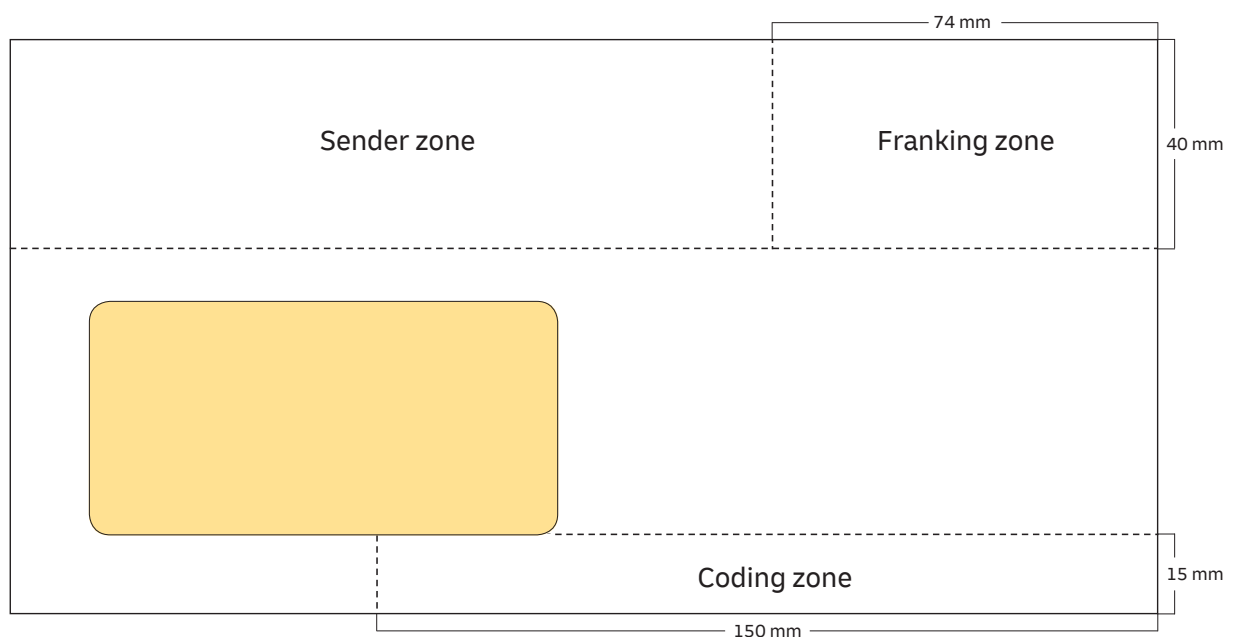 74 mm
Sender zone
Franking zone
40 mm
Coding zone
15 mm
150 mm